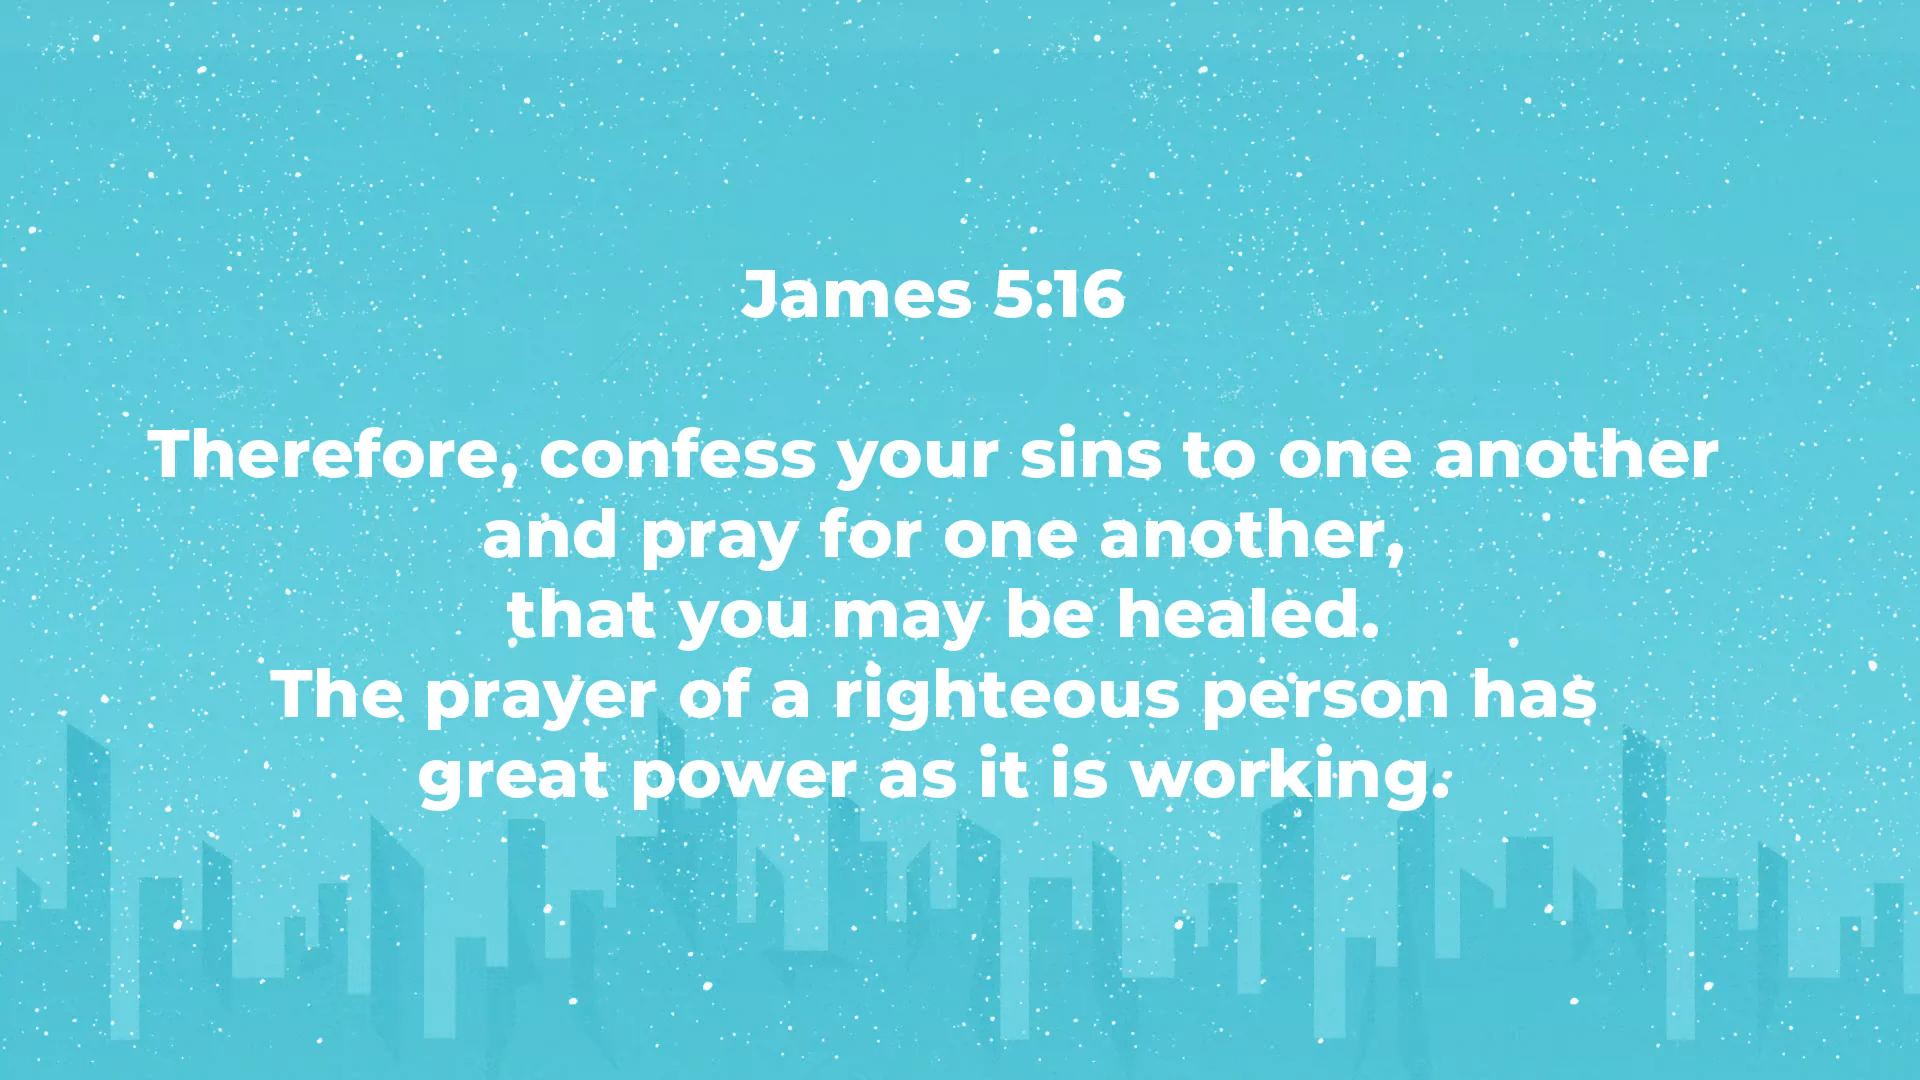 James 5:16
Therefore, confess your sins to one another
and pray for one another,
that you may be healed.
The prayer of a righteous person has
great power as it is working.